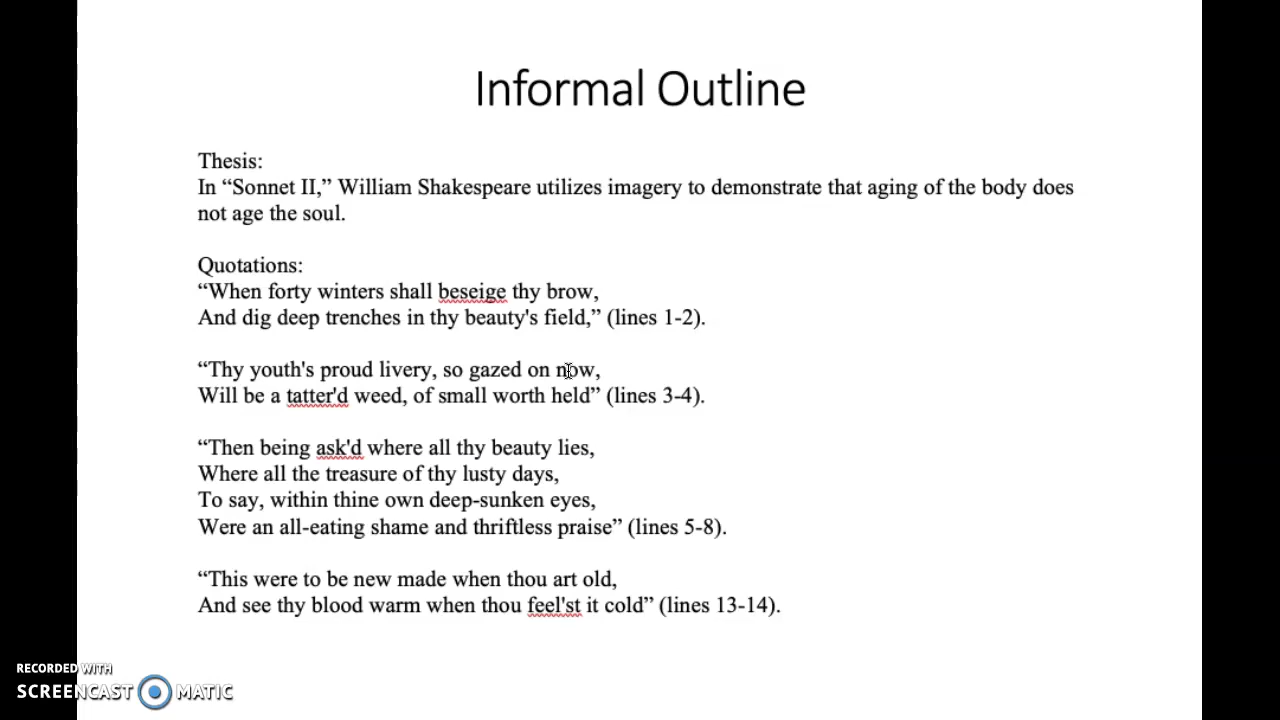 Informal Outline
Thesis:
In “Sonnet II,” William Shakespeare utilizes imagery to demonstrate that aging of the body does
not age the soul.
Quotations:
“When forty winters shall beseige thy brow,
And dig deep trenches in thy beauty's field,” (lines 1-2).
“Thy youth's proud livery, so gazed on now,
Will be a tatter'd weed, of small worth held” (lines 3-4).
“Then being ask'd where all thy beauty lies,
Where all the treasure of thy lusty days,
To say, within thine own deep-sunken eyes,
Were an all-eating shame and thriftless praise” (lines 5-8).
“This were to be new made when thou art old,
And see thy blood warm when thou feel'st it cold” (lines 13-14).
RECORDED WITH
SCREENCAST MATIC